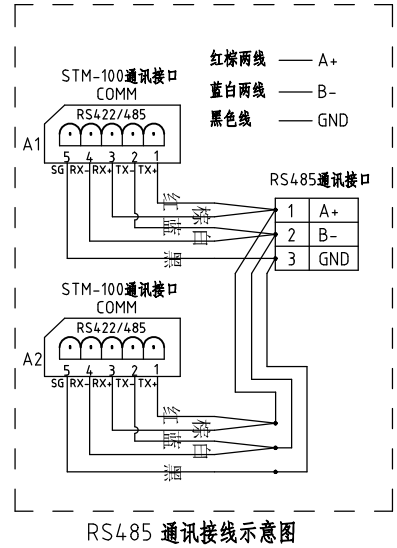 红棕两线 —— A+
蓝白两线 —— B-
黑色线 —— GND
STM-100通讯接口
COMM
RS422/485
A1
5 4 3 2 1
SG RX- RX+ TX- TX+
红
棕
蓝
白
黑
RS485通讯接口
1 A+
2 B-
3 GND
STM-100通讯接口
COMM
RS422/485
A2
5 4 3 2 1
SG RX- RX+ TX- TX+
红
棕
蓝
白
黑
RS485 通讯接线示意图